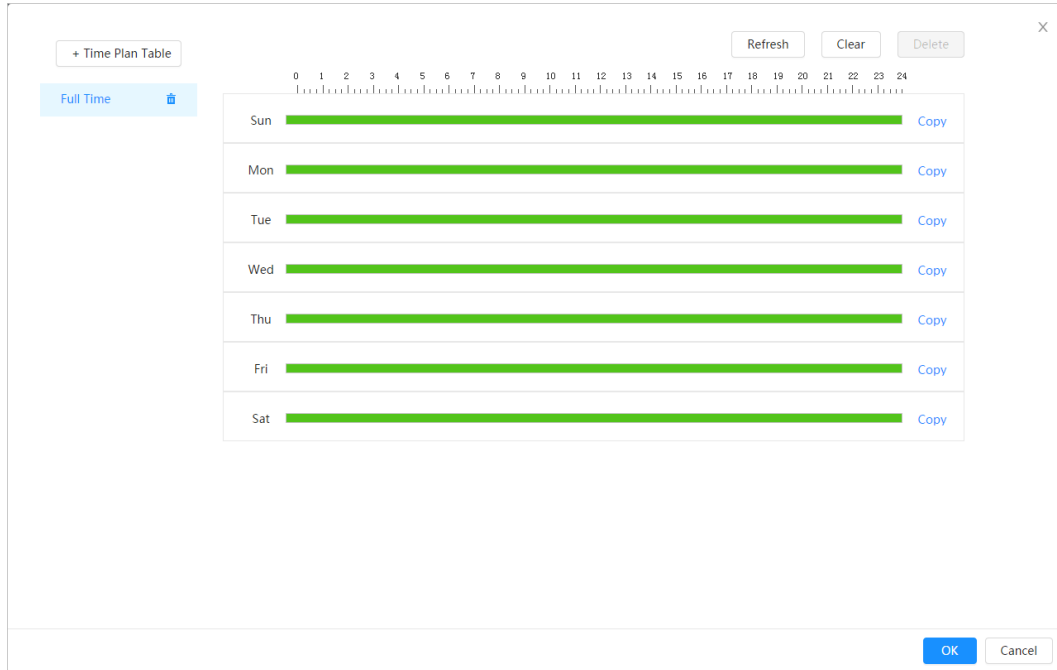 X
+ Time Plan Table
Refresh Clear Delete
Full Time
0 1 2 3 4 5 6 7 8 9 10 11 12 13 14 15 16 17 18 19 20 21 22 23 24
Sun Copy
Mon Copy
Tue Copy
Wed Copy
Thu Copy
Fri Copy
Sat Copy
OK Cancel